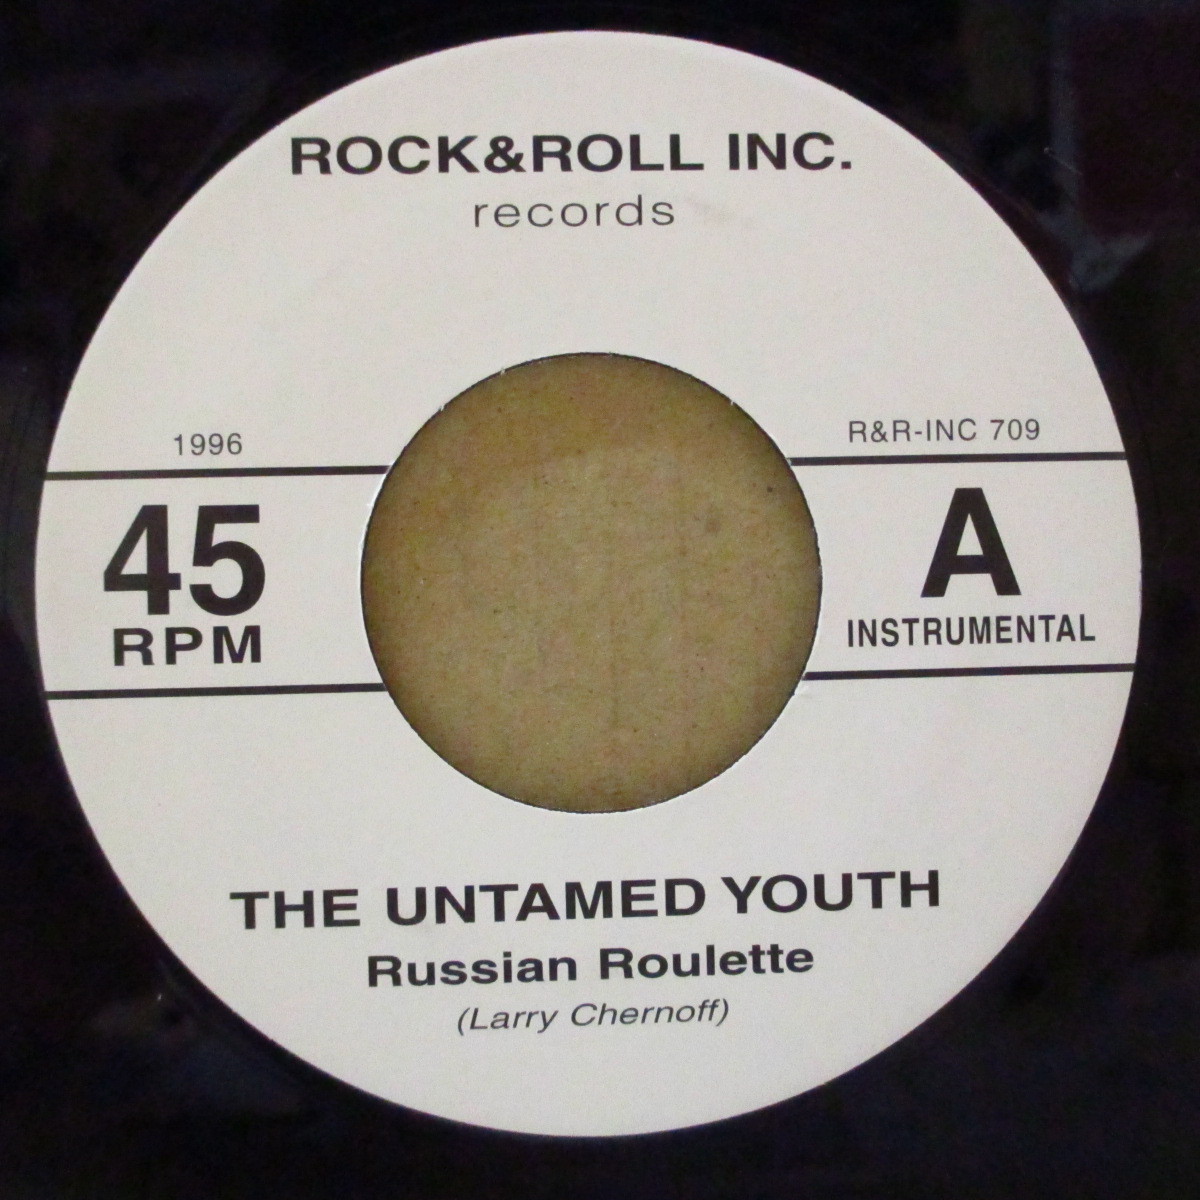 ROCK&ROLL INC.
records
1996
R&R-INC 709
45
RPM
A
INSTRUMENTAL
THE UNTAMED YOUTH
Russian Roulette
(Larry Chernoff)